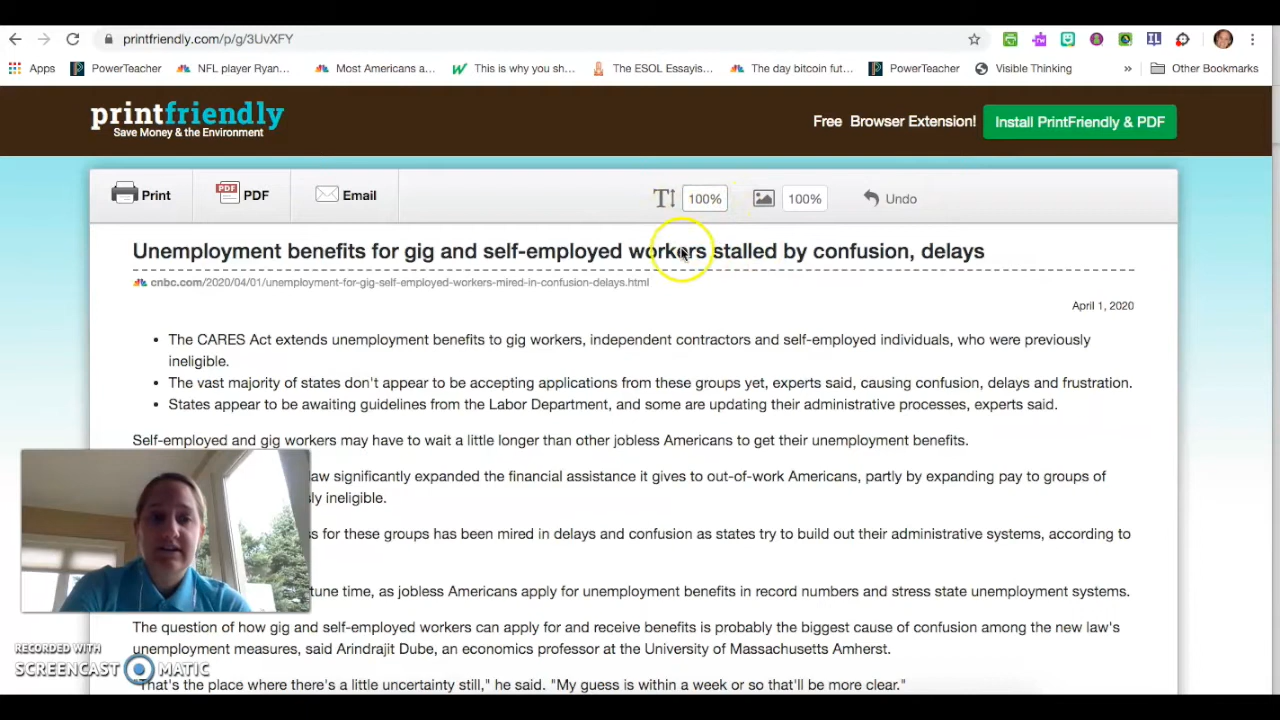 printfriendly.com/p/g/3UvXFY
Apps PowerTeacher NFL player Ryan... Most Americans a... This is why you sh... The ESOL Essayis... The day bitcoin fut... PowerTeacher Visible Thinking » Other Bookmarks
printfriendly
Save Money & the Environment
Free Browser Extension! Install PrintFriendly & PDF
Print PDF Email 100% 100% Undo
Unemployment benefits for gig and self-employed workers stalled by confusion, delays
cnbc.com/2020/04/01/unemployment-for-gig-self-employed-workers-mired-in-confusion-delays.html
April 1, 2020
• The CARES Act extends unemployment benefits to gig workers, independent contractors and self-employed individuals, who were previously
ineligible.
• The vast majority of states don't appear to be accepting applications from these groups yet, experts said, causing confusion, delays and frustration.
• States appear to be awaiting guidelines from the Labor Department, and some are updating their administrative processes, experts said.
Self-employed and gig workers may have to wait a little longer than other jobless Americans to get their unemployment benefits.
law significantly expanded the financial assistance it gives to out-of-work Americans, partly by expanding pay to groups of
ineligible.
for these groups has been mired in delays and confusion as states try to build out their administrative systems, according to
time, as jobless Americans apply for unemployment benefits in record numbers and stress state unemployment systems.
The question of how gig and self-employed workers can apply for and receive benefits is probably the biggest cause of confusion among the new law's
unemployment measures, said Arindrajit Dube, an economics professor at the University of Massachusetts Amherst.
"That's the place where there's a little uncertainty still," he said. "My guess is within a week or so that'll be more clear."
RECORDED WITH
SCREENCAST MATIC